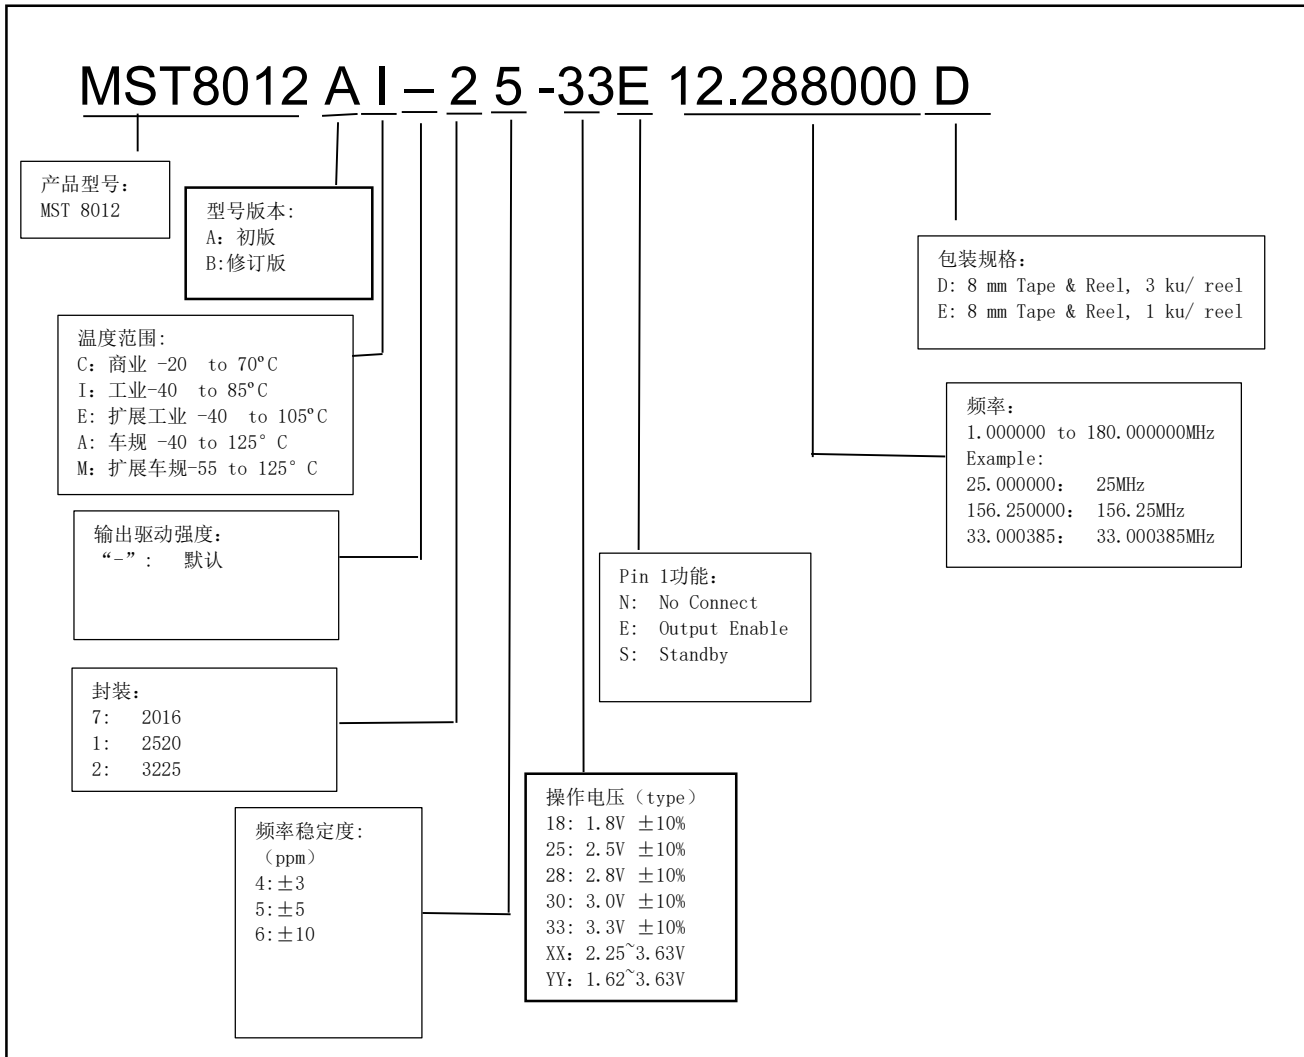 MST8012 A I – 2 5 -33E 12.288000 D
产品型号：
MST 8012
型号版本:
A：初版
B:修订版
包装规格：
D: 8 mm Tape & Reel, 3 ku/ reel
E: 8 mm Tape & Reel, 1 ku/ reel
温度范围:
C：商业 -20 to 70°C
I：工业-40 to 85°C
E: 扩展工业 -40 to 105°C
A: 车规 -40 to 125° C
M：扩展车规-55 to 125° C
频率：
1.000000 to 180.000000MHz
Example:
25.000000： 25MHz
156.250000： 156.25MHz
33.000385： 33.000385MHz
输出驱动强度：
“-”: 默认
Pin 1功能：
N: No Connect
E: Output Enable
S: Standby
封装：
7: 2016
1: 2520
2: 3225
操作电压（type）
18: 1.8V ±10%
25: 2.5V ±10%
28: 2.8V ±10%
30: 3.0V ±10%
33: 3.3V ±10%
XX：2.25~3.63V
YY：1.62~3.63V
频率稳定度:
（ppm）
4:±3
5:±5
6:±10